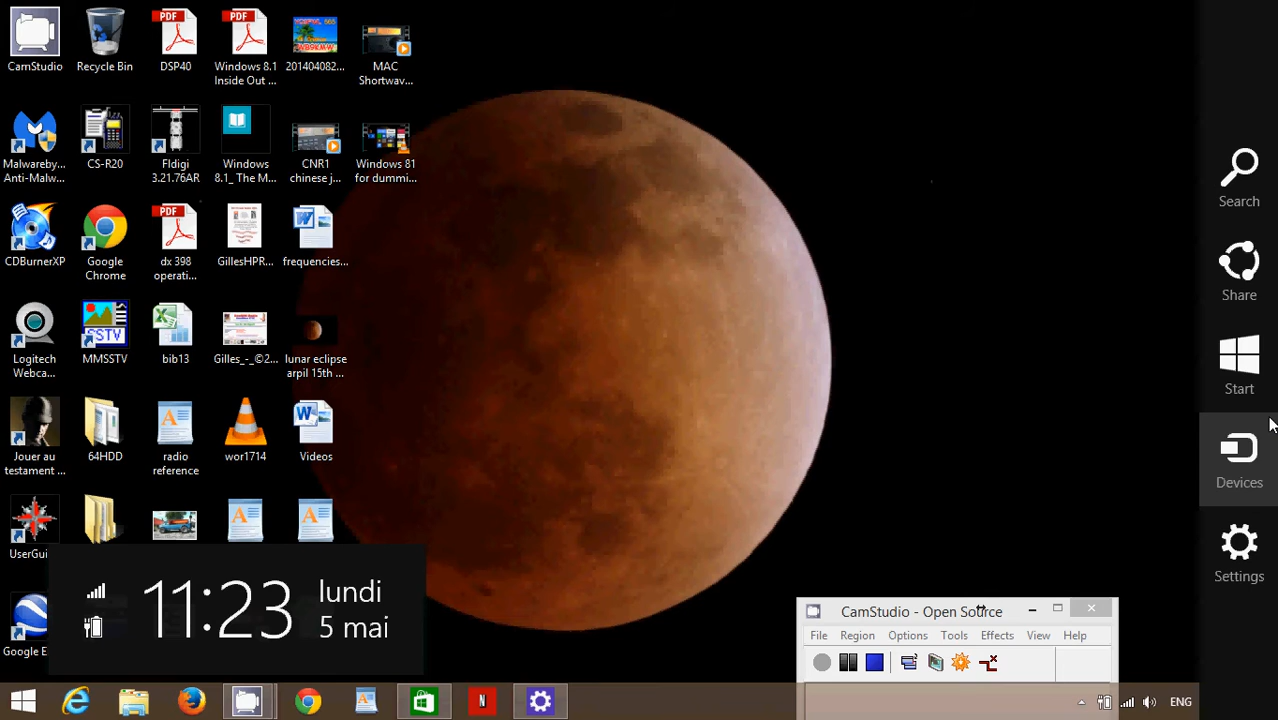 CamStudio
Recycle Bin
DSP40
Windows 8.1
Inside Out ...
201404082...
MAC
Shortwav...
Malwareby...
Anti-Malw...
CS-R20
Fldigi
3.21.76AR
Windows
8.1_ The M...
CNR1
chinese j...
Windows 81
for dummi...
CDBurnerXP
Google
Chrome
dx 398
operati...
GillesHPR...
frequencies...
Logitech
Webca...
MMSSTV
bib13
Gilles_-_©2...
lunar eclipse
arpil 15th ...
Jouer au
testament ...
64HDD
radio
reference
wor1714
Videos
UserGui
Google E
11:23
lundi
5 mai
Search
Share
Start
Devices
Settings
CamStudio - Open Source
File Region Options Tools Effects View Help
ENG